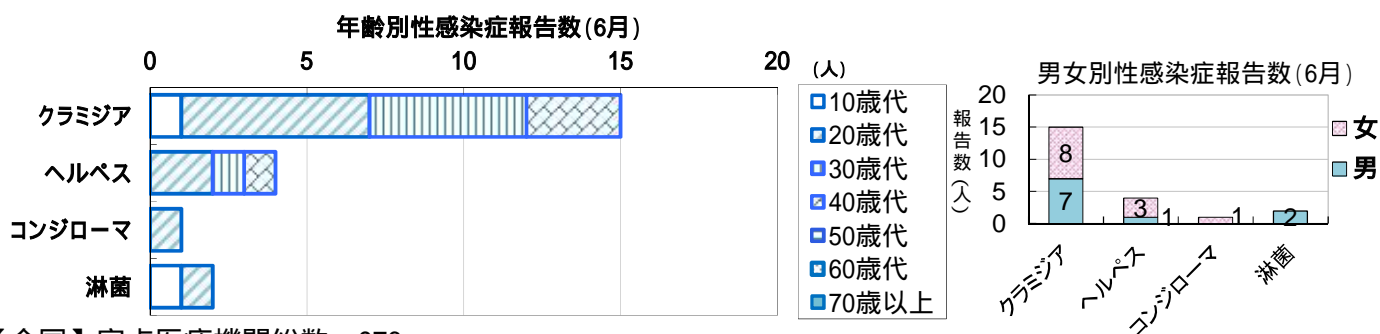 年齢別性感染症報告数(6月)
0 5 10 15 20
(人)
クラミジア
ヘルペス
コンジローマ
淋菌
10歳代
20歳代
30歳代
40歳代
50歳代
60歳代
70歳以上
男女別性感染症報告数(6月)
報告数(人)
20
15
10
5
0
8
7
3
1
1
2
クラミジア
ヘルペス
コンジローマ
淋菌
女
男